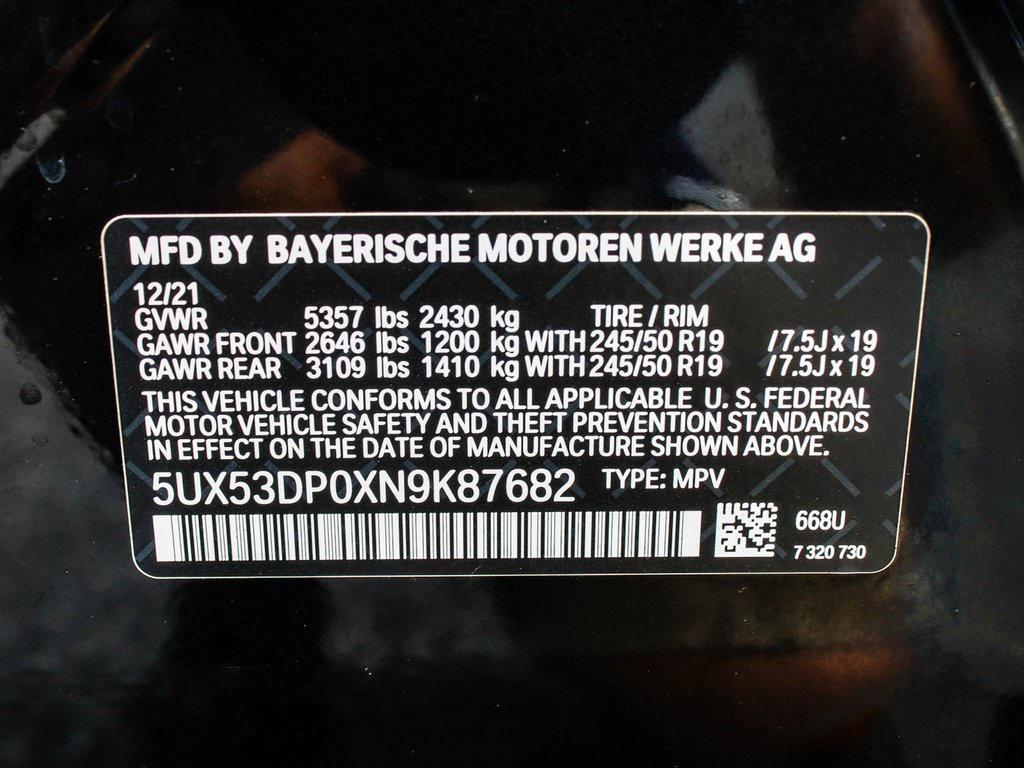 MFD BY BAYERISCHE MOTOREN WERKE AG
12/21
GVWR 5357 lbs 2430 kg TIRE / RIM
GAWR FRONT 2646 lbs 1200 kg WITH 245/50 R19 /7.5J x 19
GAWR REAR 3109 lbs 1410 kg WITH 245/50 R19 /7.5J x 19
THIS VEHICLE CONFORMS TO ALL APPLICABLE U. S. FEDERAL
MOTOR VEHICLE SAFETY AND THEFT PREVENTION STANDARDS
IN EFFECT ON THE DATE OF MANUFACTURE SHOWN ABOVE.
5UX53DP0XN9K87682 TYPE: MPV
668U
7 320 730